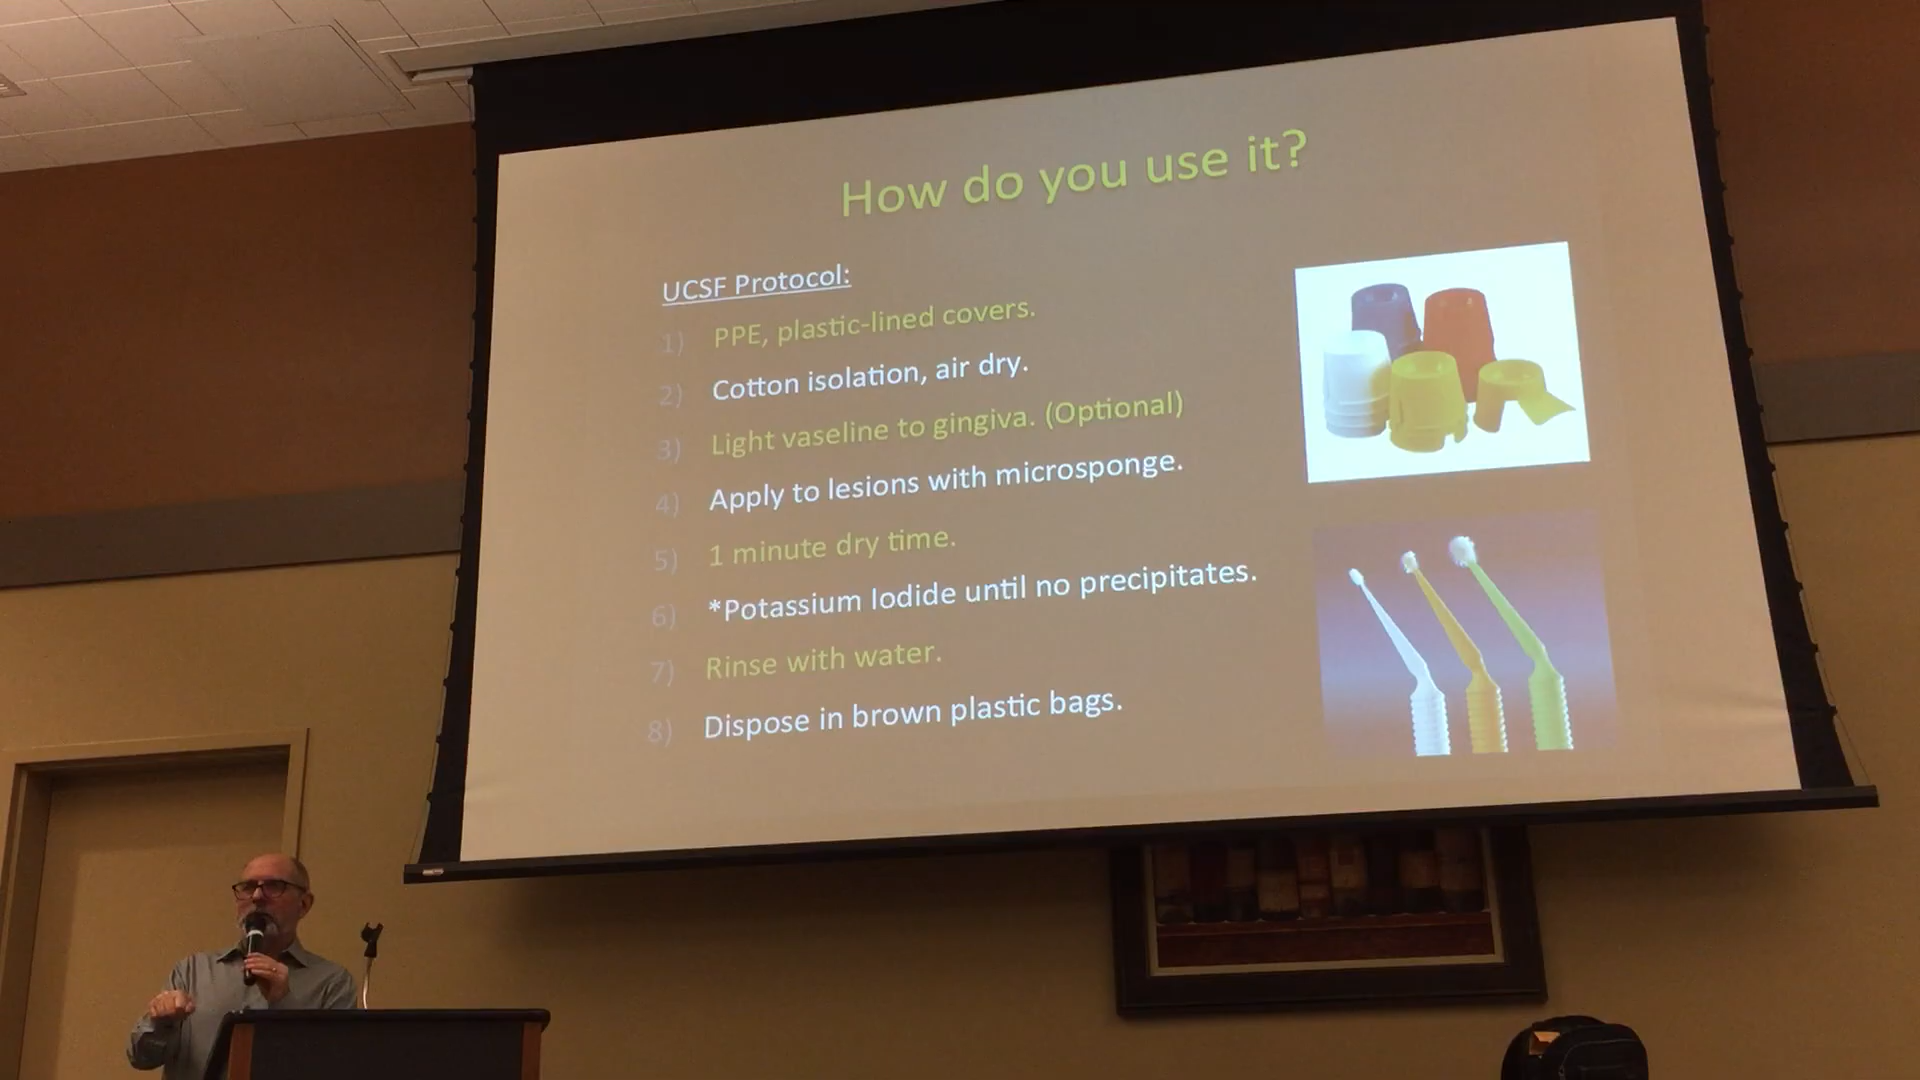 How do you use it?
UCSF Protocol:
1) PPE, plastic-lined covers.
2) Cotton isolation, air dry.
3) Light vaseline to gingiva. (Optional)
4) Apply to lesions with microsponge.
5) 1 minute dry time.
6) *Potassium Iodide until no precipitates.
7) Rinse with water.
8) Dispose in brown plastic bags.